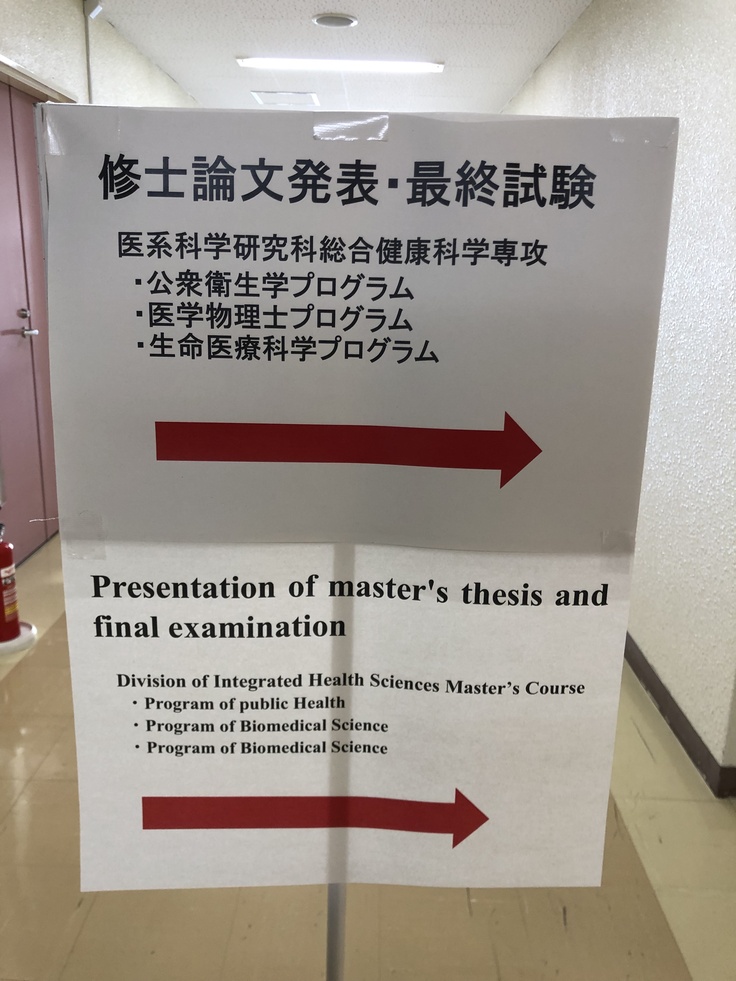 修士論文発表・最終試験
医系科学研究科総合健康科学専攻
・公衆衛生学プログラム
・医学物理士プログラム
・生命医療科学プログラム
Presentation of master's thesis and
final examination
Division of Integrated Health Sciences Master’s Course
・Program of public Health
・Program of Biomedical Science
・Program of Biomedical Science